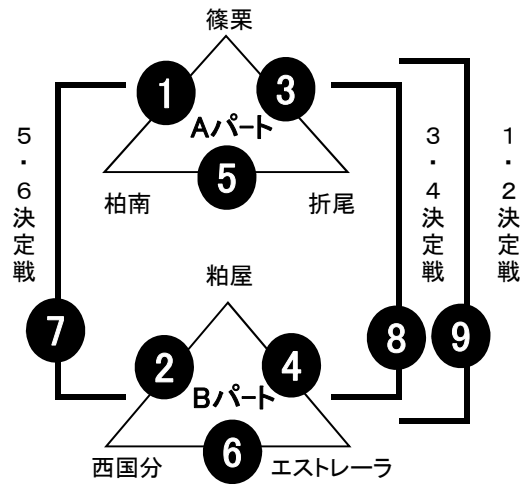 篠栗
1
3
Aパート
5
柏南
折尾
5・6決定戦
3・4決定戦
1・2決定戦
粕屋
7
8
9
2
4
Bパート
6
西国分
エストレーラ